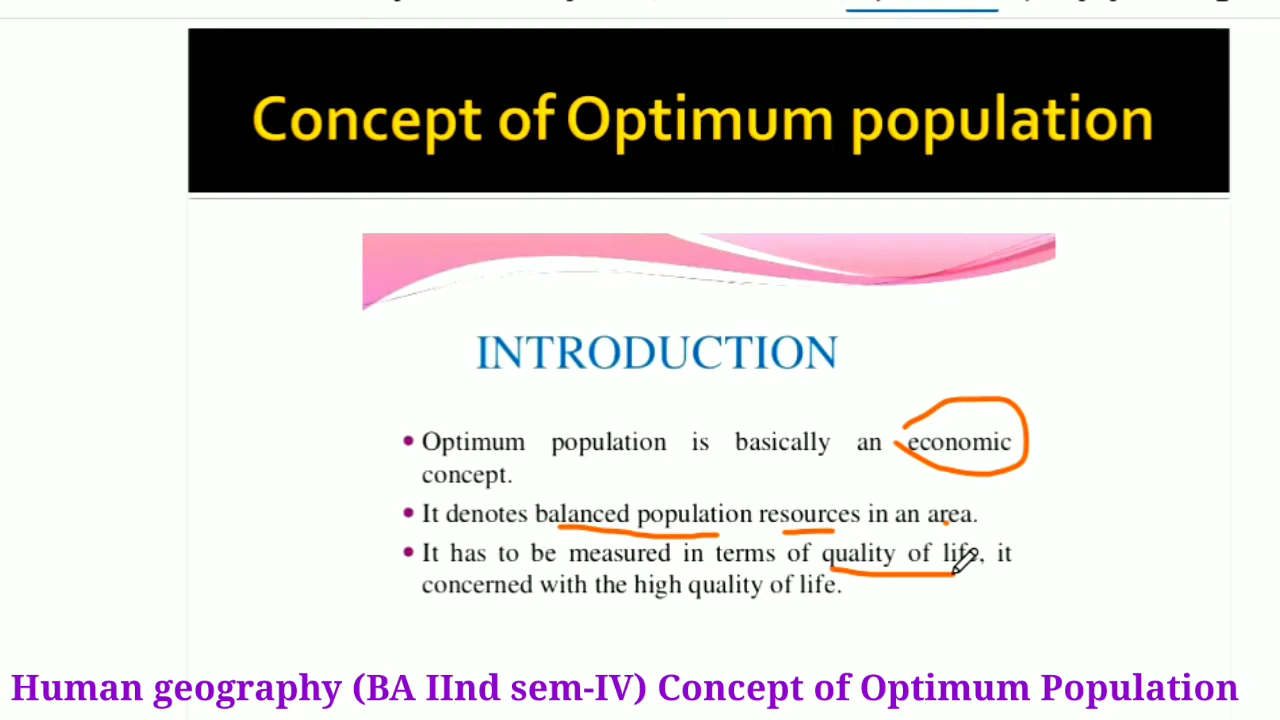 Concept of Optimum population
INTRODUCTION
• Optimum population is basically an economic
concept.
• It denotes balanced population resources in an area.
• It has to be measured in terms of quality of life, it
concerned with the high quality of life.
Human geography (BA IInd sem-IV) Concept of Optimum Population